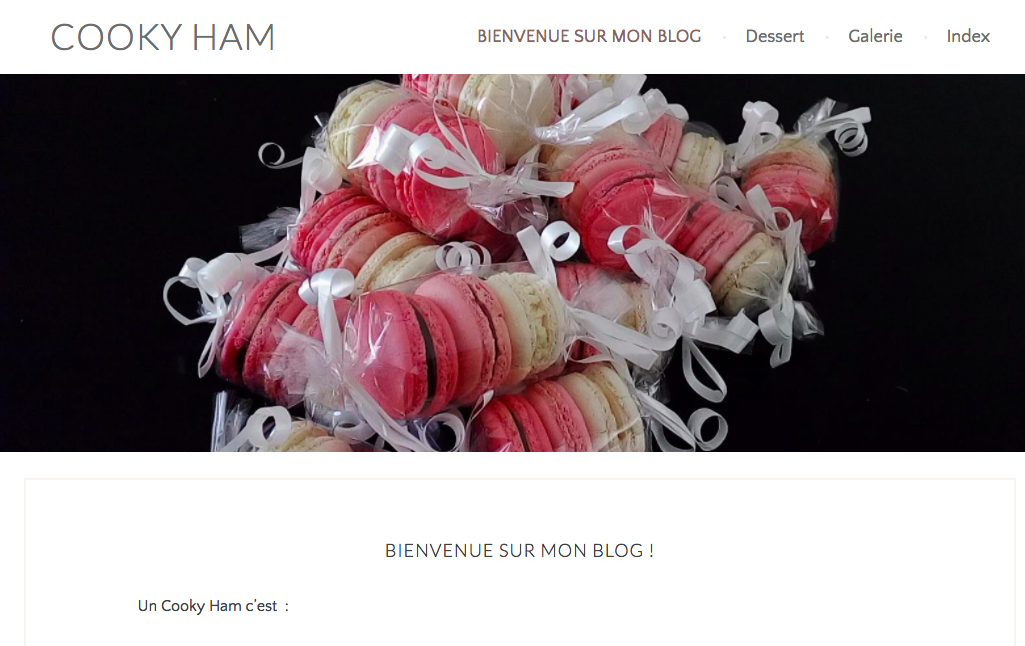 COOKY HAM
BIENVENUE SUR MON BLOG · Dessert · Galerie · Index
BIENVENUE SUR MON BLOG !
Un Cooky Ham c’est  :